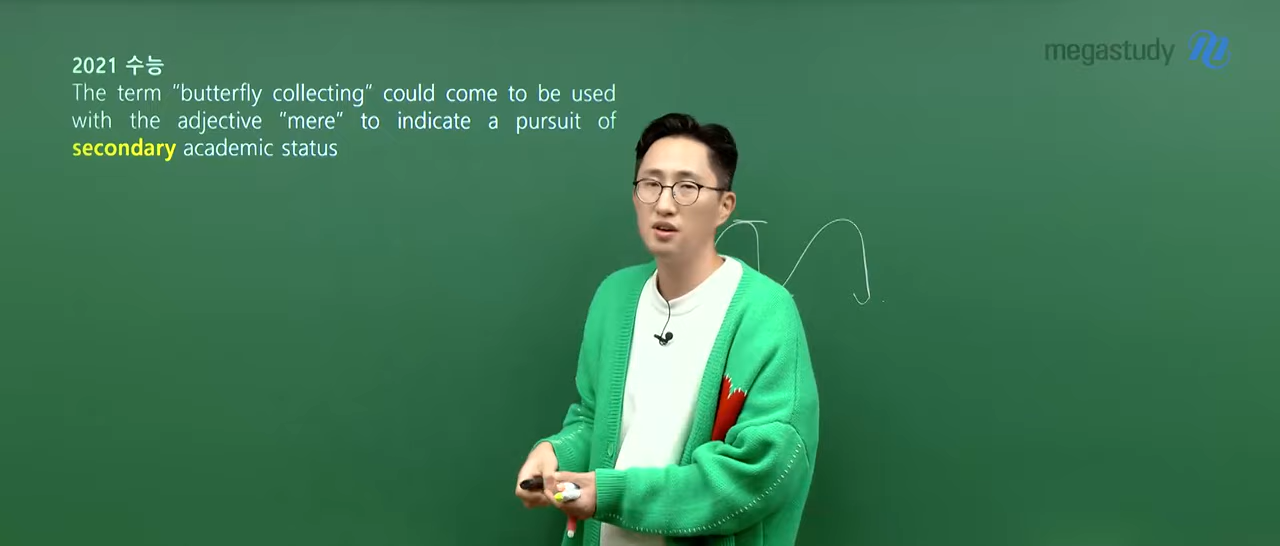 2021 수능
The term “butterfly collecting” could come to be used
with the adjective “mere” to indicate a pursuit of
secondary academic status
megastudy